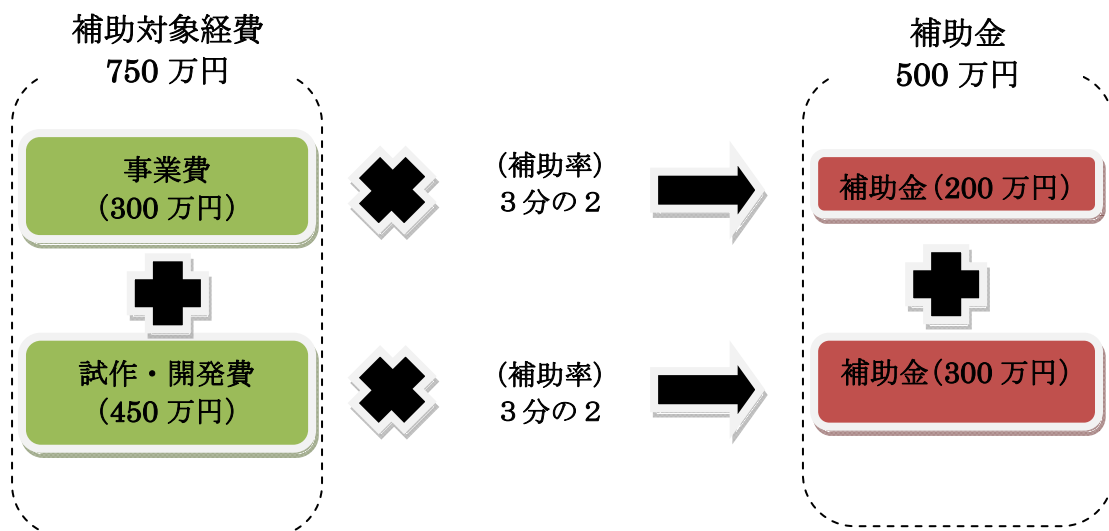 補助対象経費
750 万円
補助金
500 万円
事業費
(300 万円)
(補助率)
3分の2
補助金(200 万円)
試作・開発費
(450 万円)
(補助率)
3分の2
補助金(300 万円)